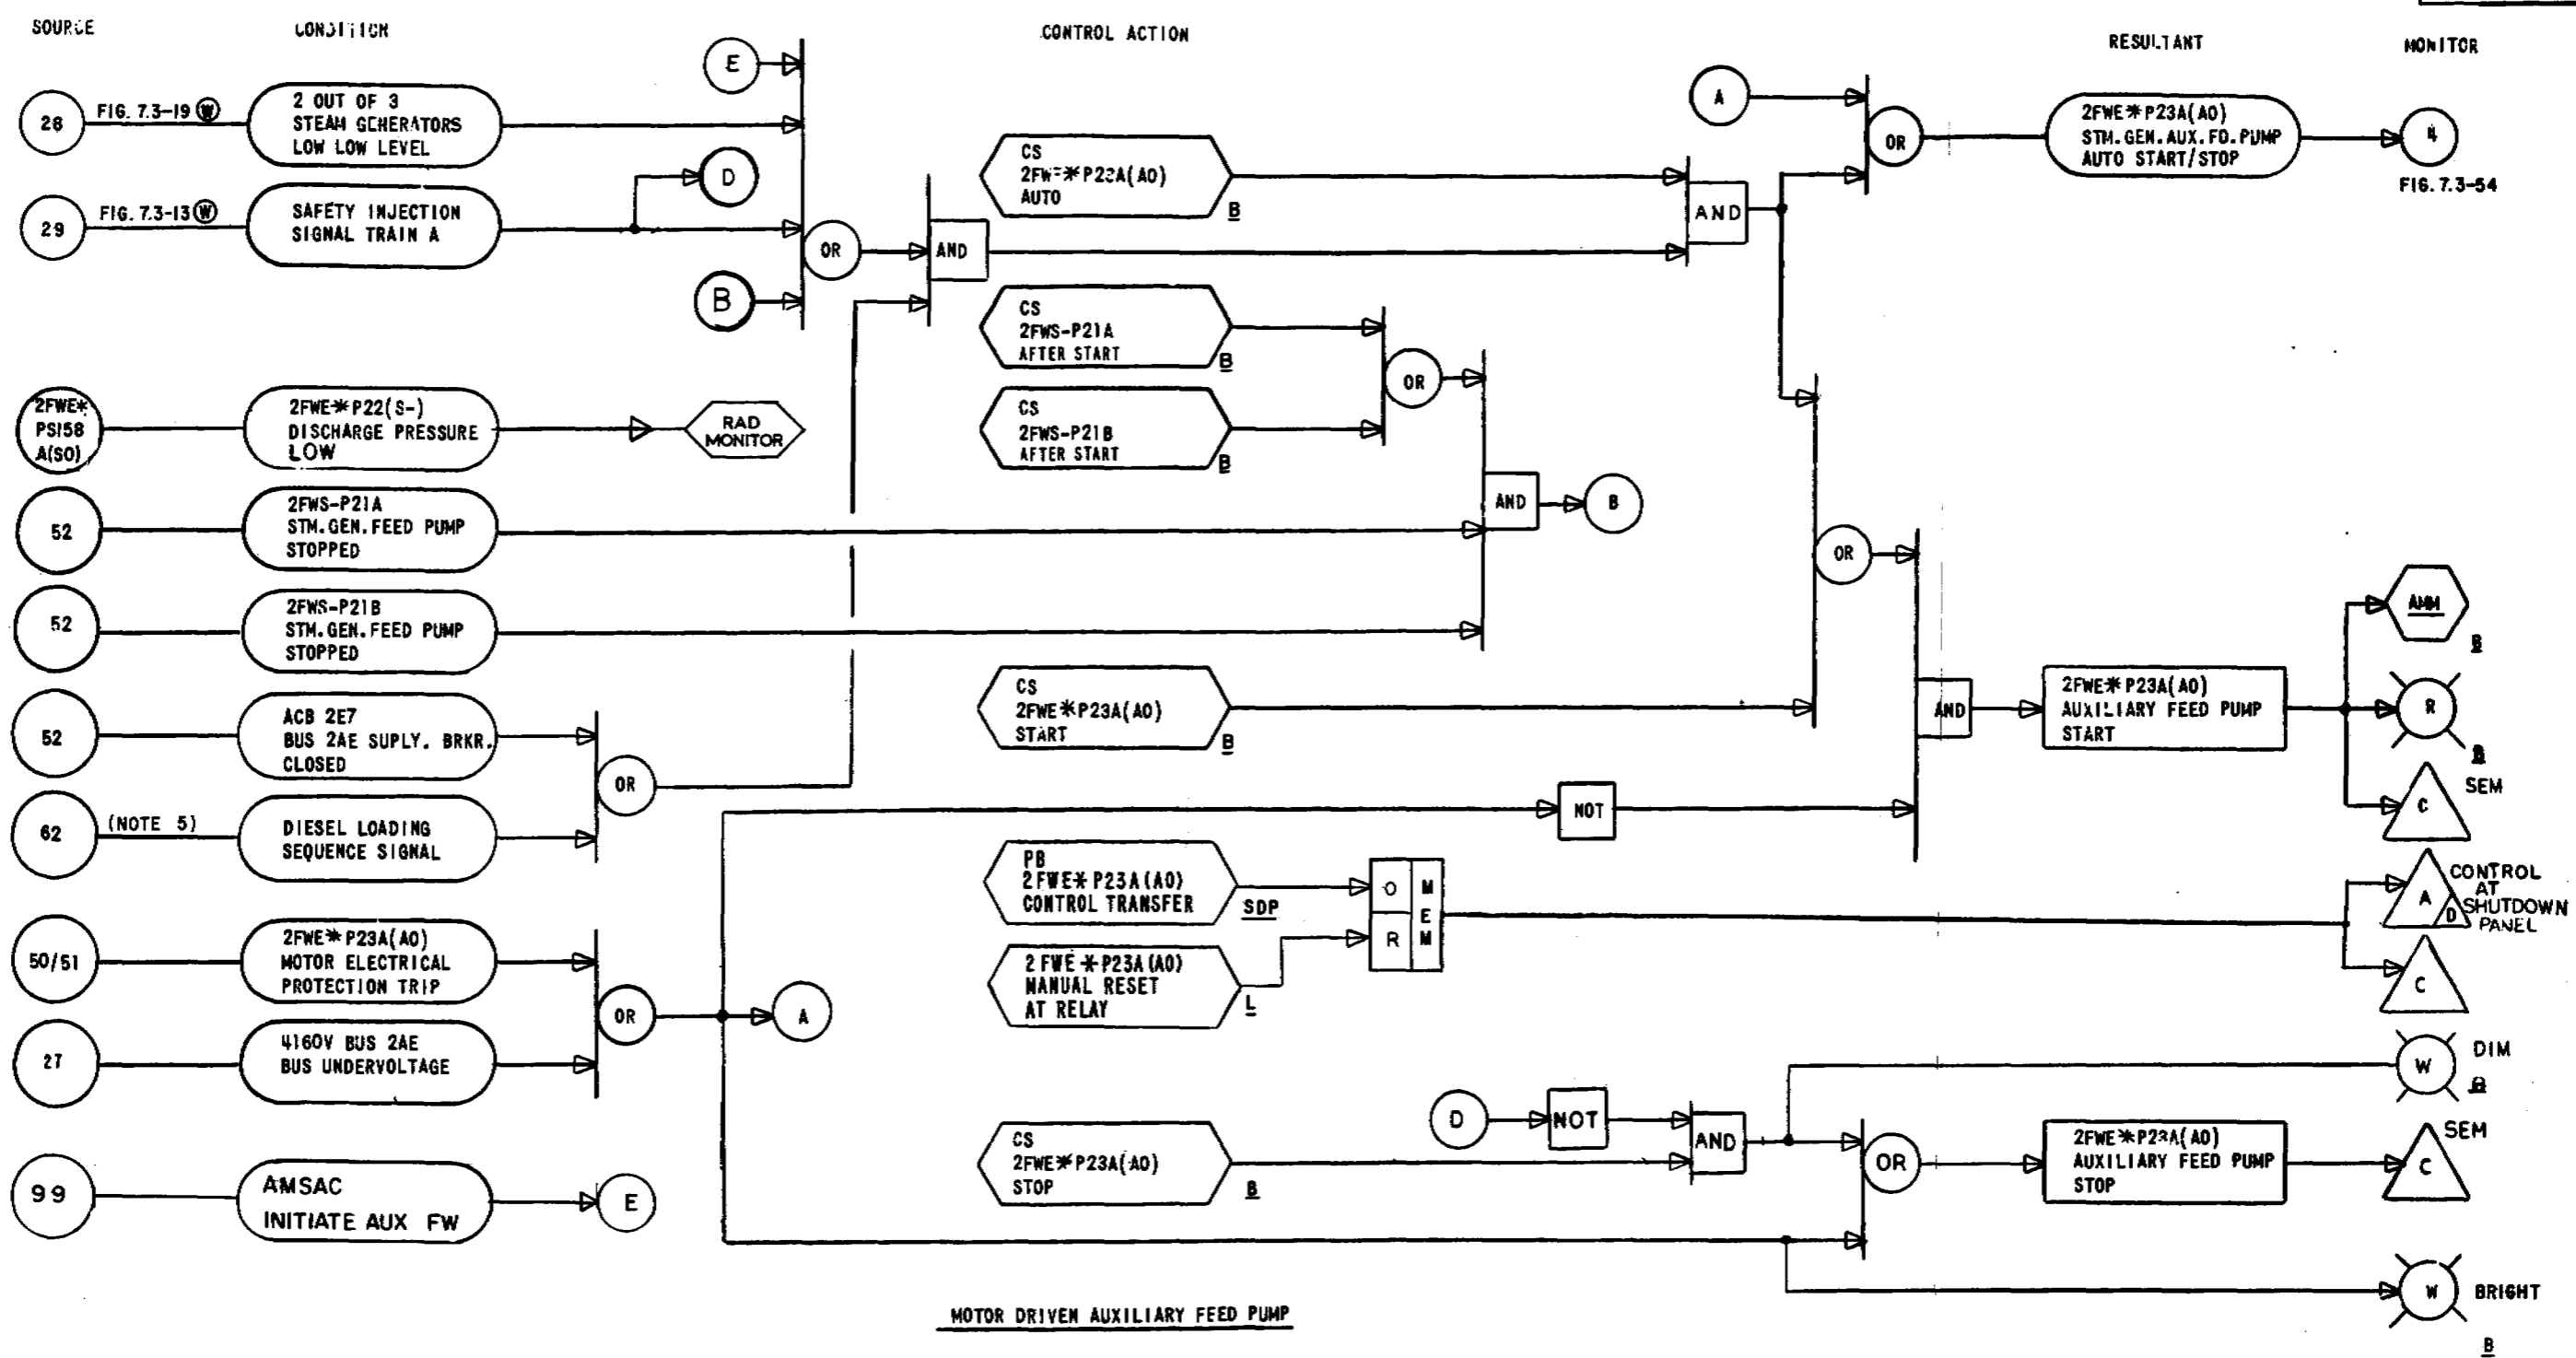 SOURCE
CONDITION
CONTROL ACTION
RESULTANT
MONITOR
28
FIG. 7.3-19 W
2 OUT OF 3
STEAM GENERATORS
LOW LOW LEVEL
E
A
OR
2FWE*P23A(AO)
STM.GEN.AUX.FD.PUMP
AUTO START/STOP
4
FIG. 7.3-54
29
FIG. 7.3-13 W
SAFETY INJECTION
SIGNAL TRAIN A
D
B
OR
AND
CS
2FWE*P23A(AO)
AUTO
B
AND
CS
2FWS-P21A
AFTER START
B
CS
2FWS-P21B
AFTER START
B
OR
AND
B
2FWE*
PS158
A(SO)
2FWE*P22(S-)
DISCHARGE PRESSURE
LOW
RAD
MONITOR
52
2FWS-P21A
STM.GEN.FEED PUMP
STOPPED
52
2FWS-P21B
STM.GEN.FEED PUMP
STOPPED
52
ACB 2E7
BUS 2AE SUPLY. BRKR.
CLOSED
OR
62
(NOTE 5)
DIESEL LOADING
SEQUENCE SIGNAL
CS
2FWE*P23A(AO)
START
B
OR
AND
NOT
2FWE*P23A(AO)
AUXILIARY FEED PUMP
START
AMM
B
R
B
C
SEM
PB
2FWE*P23A(AO)
CONTROL TRANSFER
SDP
2FWE*P23A(AO)
MANUAL RESET
AT RELAY
L
O
R
MEM
A
D
CONTROL
AT
SHUTDOWN
PANEL
C
50/51
2FWE*P23A(AO)
MOTOR ELECTRICAL
PROTECTION TRIP
OR
A
27
4160V BUS 2AE
BUS UNDERVOLTAGE
99
AMSAC
INITIATE AUX FW
E
D
NOT
AND
CS
2FWE*P23A(AO)
STOP
B
OR
2FWE*P23A(AO)
AUXILIARY FEED PUMP
STOP
W
DIM
C
SEM
W
BRIGHT
B
MOTOR DRIVEN AUXILIARY FEED PUMP